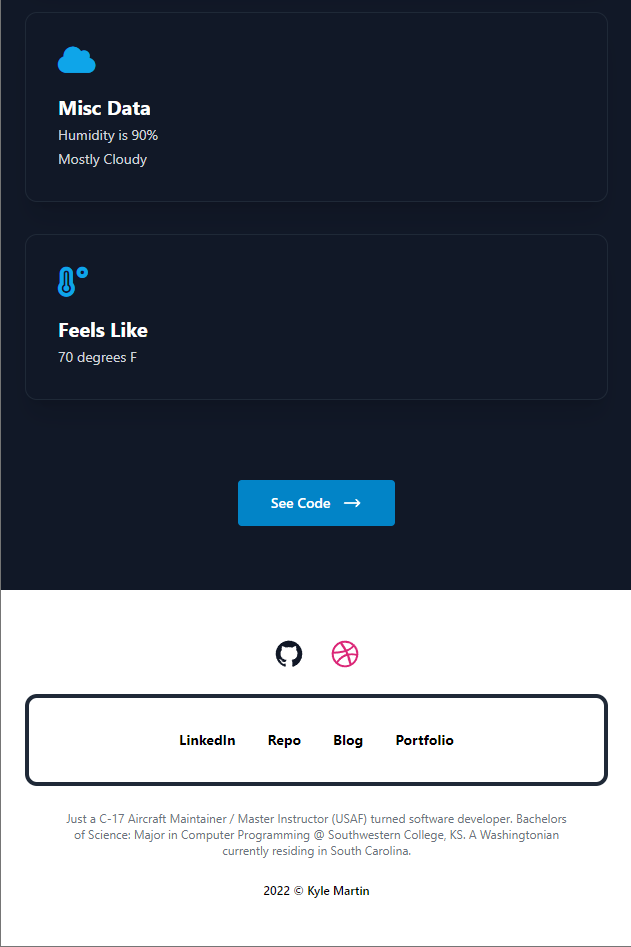 Misc Data
Humidity is 90%
Mostly Cloudy
Feels Like
70 degrees F
See Code
LinkedIn Repo Blog Portfolio
Just a C-17 Aircraft Maintainer / Master Instructor (USAF) turned software developer. Bachelors
of Science: Major in Computer Programming @ Southwestern College, KS. A Washingtonian
currently residing in South Carolina.
2022 © Kyle Martin